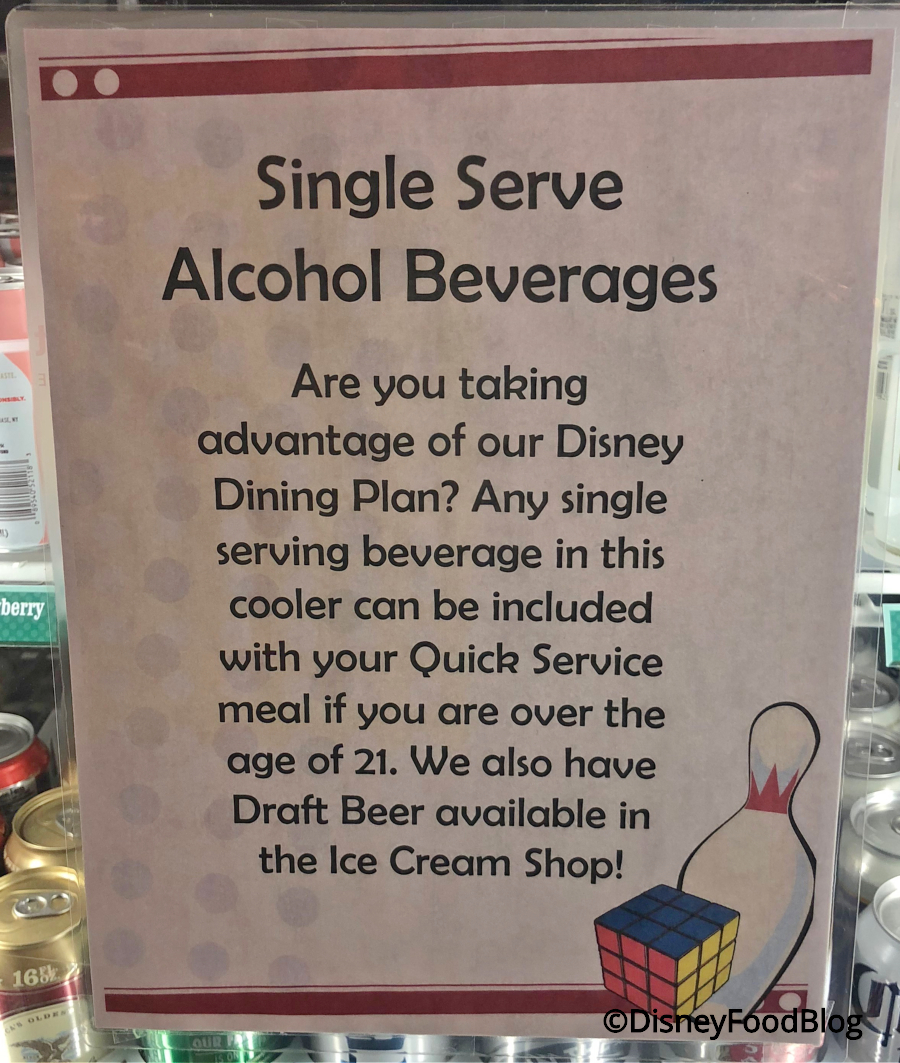 Single Serve
Alcohol Beverages
Are you taking
advantage of our Disney
Dining Plan? Any single
serving beverage in this
cooler can be included
with your Quick Service
meal if you are over the
age of 21. We also have
Draft Beer available in
the Ice Cream Shop!
berry
16
©DisneyFoodBlog